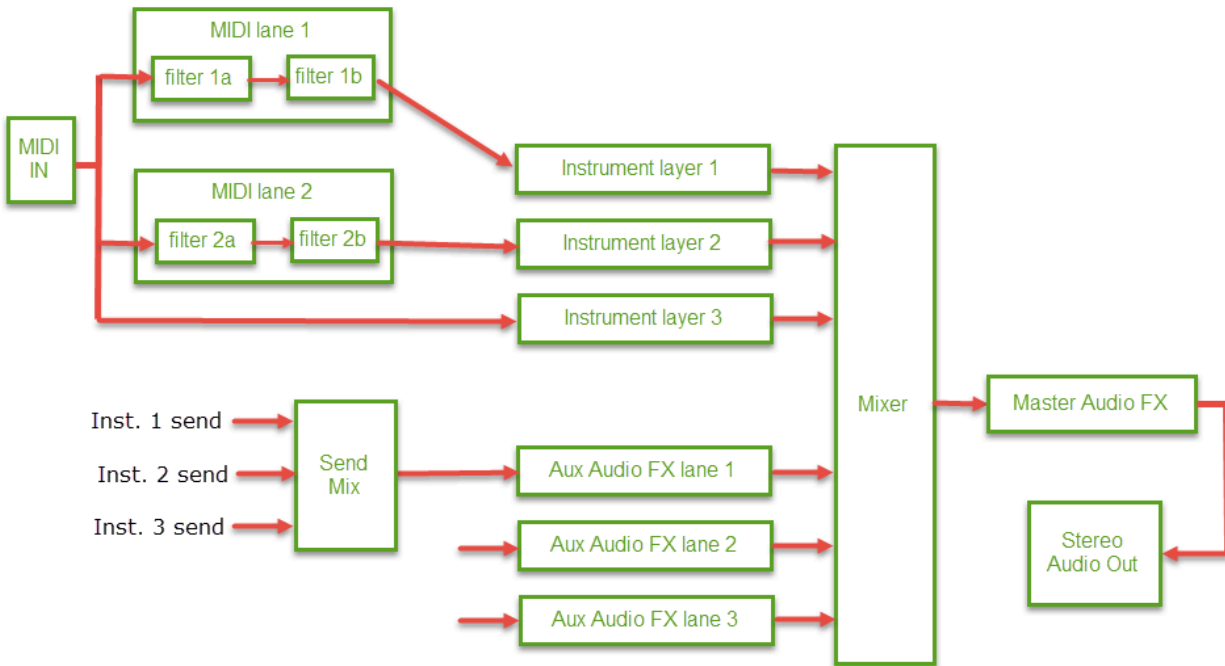 MIDI lane 1
filter 1a
filter 1b
MIDI
IN
MIDI lane 2
filter 2a
filter 2b
Instrument layer 1
Instrument layer 2
Instrument layer 3
Inst. 1 send
Inst. 2 send
Inst. 3 send
Send
Mix
Aux Audio FX lane 1
Aux Audio FX lane 2
Aux Audio FX lane 3
Mixer
Master Audio FX
Stereo
Audio Out